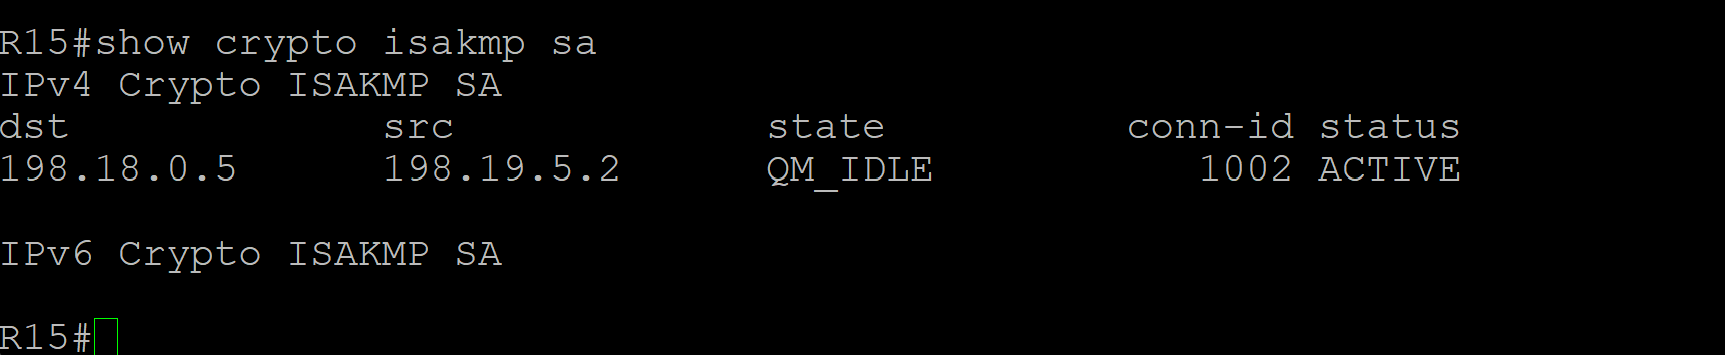 R15#show crypto isakmp sa
IPv4 Crypto ISAKMP SA
dst             src             state          conn-id status
198.18.0.5      198.19.5.2      QM_IDLE           1002 ACTIVE
IPv6 Crypto ISAKMP SA
R15#